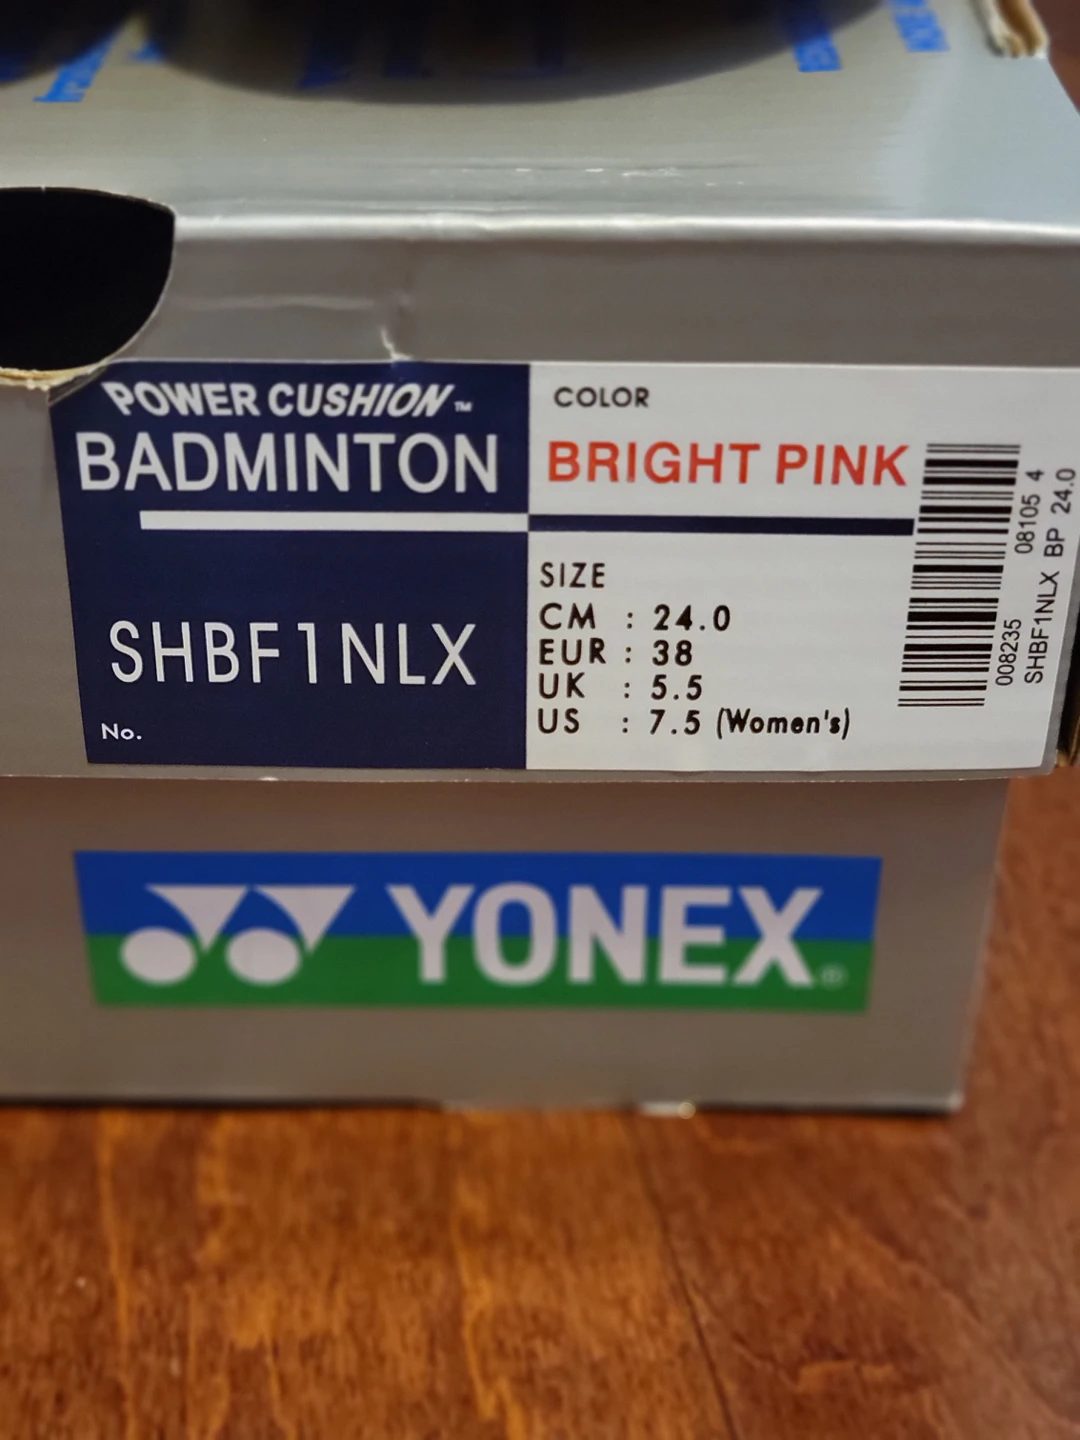 POWER CUSHION™
BADMINTON
SHBF1NLX
No.
COLOR
BRIGHT PINK
SIZE
CM : 24.0
EUR : 38
UK : 5.5
US : 7.5 (Women's)
008235 08105 4
SHBF1NLX BP 24.0
YONEX®